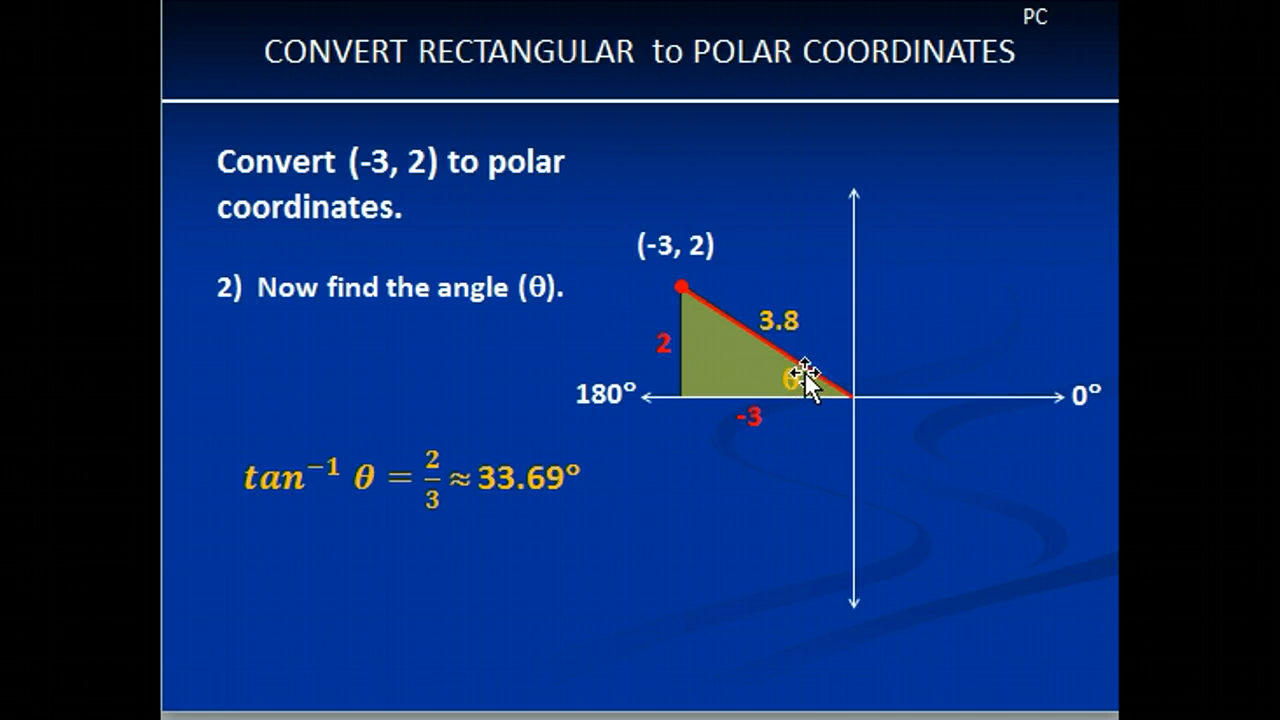 PC
CONVERT RECTANGULAR to POLAR COORDINATES
Convert (-3, 2) to polar
coordinates.
(-3, 2)
2) Now find the angle (θ).
3.8
2
θ
180°
0°
-3
tan⁻¹ θ = 2/3 ≈ 33.69°